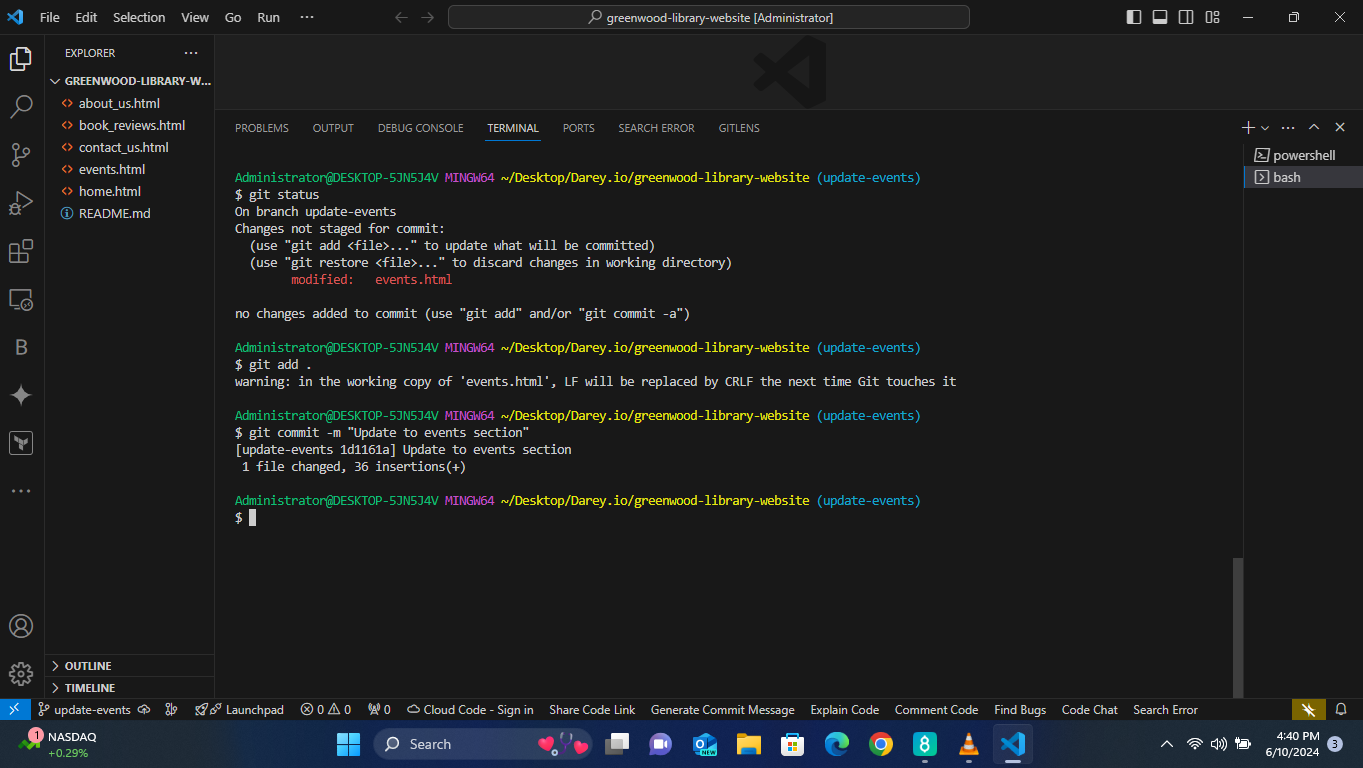 File Edit Selection View Go Run ···
greenwood-library-website [Administrator]
EXPLORER
GREENWOOD-LIBRARY-W...
about_us.html
book_reviews.html
contact_us.html
events.html
home.html
README.md
OUTLINE
TIMELINE
PROBLEMS OUTPUT DEBUG CONSOLE TERMINAL PORTS SEARCH ERROR GITLENS
powershell
bash
Administrator@DESKTOP-5JN5J4V MINGW64 ~/Desktop/Darey.io/greenwood-library-website (update-events)
$ git status
On branch update-events
Changes not staged for commit:
  (use "git add <file>..." to update what will be committed)
  (use "git restore <file>..." to discard changes in working directory)
        modified:   events.html
no changes added to commit (use "git add" and/or "git commit -a")
Administrator@DESKTOP-5JN5J4V MINGW64 ~/Desktop/Darey.io/greenwood-library-website (update-events)
$ git add .
warning: in the working copy of 'events.html', LF will be replaced by CRLF the next time Git touches it
Administrator@DESKTOP-5JN5J4V MINGW64 ~/Desktop/Darey.io/greenwood-library-website (update-events)
$ git commit -m "Update to events section"
[update-events 1d1161a] Update to events section
 1 file changed, 36 insertions(+)
Administrator@DESKTOP-5JN5J4V MINGW64 ~/Desktop/Darey.io/greenwood-library-website (update-events)
$
update-events Launchpad 0 0 0 Cloud Code - Sign in Share Code Link Generate Commit Message Explain Code Comment Code Find Bugs Code Chat Search Error
1
NASDAQ
+0.29%
Search
NEW
4:40 PM
6/10/2024
3